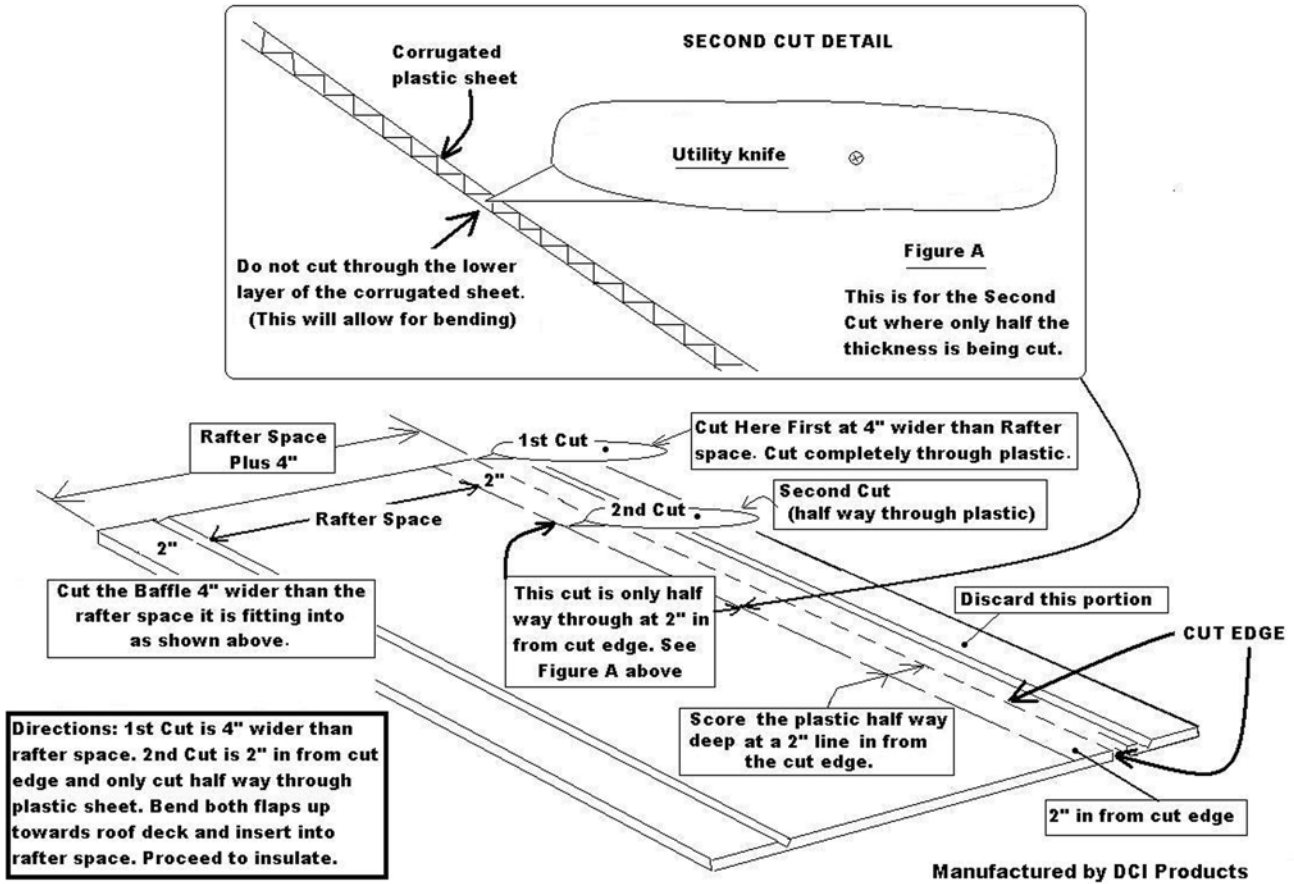 SECOND CUT DETAIL
Corrugated
plastic sheet
Utility knife
Do not cut through the lower
layer of the corrugated sheet.
(This will allow for bending)
Figure A
This is for the Second
Cut where only half the
thickness is being cut.
Rafter Space
Plus 4"
1st Cut
Cut Here First at 4" wider than Rafter
space. Cut completely through plastic.
2"
Second Cut
(half way through plastic)
2nd Cut
Rafter Space
2"
Cut the Baffle 4" wider than the
rafter space it is fitting into
as shown above.
This cut is only half
way through at 2" in
from cut edge. See
Figure A above
Discard this portion
CUT EDGE
Score the plastic half way
deep at a 2" line in from
the cut edge.
Directions: 1st Cut is 4" wider than
rafter space. 2nd Cut is 2" in from cut
edge and only cut half way through
plastic sheet. Bend both flaps up
towards roof deck and insert into
rafter space. Proceed to insulate.
2" in from cut edge
Manufactured by DCI Products